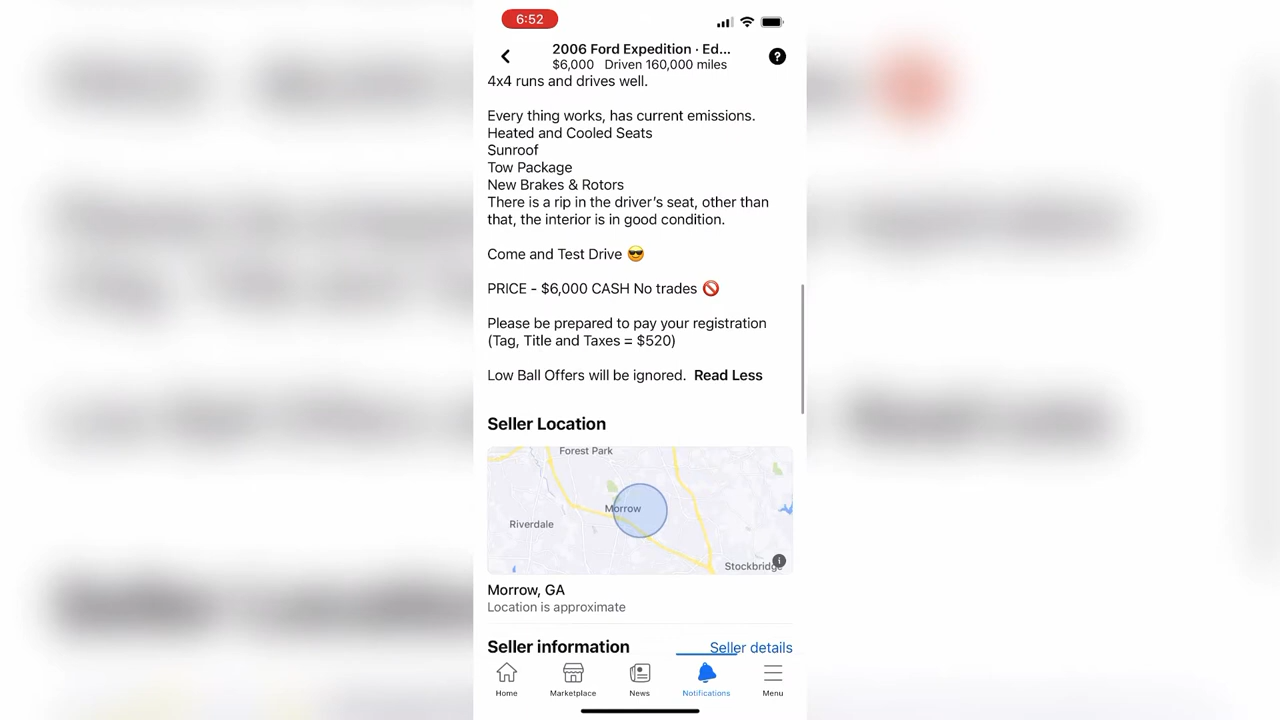 6:52
2006 Ford Expedition · Ed...
$6,000 Driven 160,000 miles
4x4 runs and drives well.
Every thing works, has current emissions.
Heated and Cooled Seats
Sunroof
Tow Package
New Brakes & Rotors
There is a rip in the driver’s seat, other than
that, the interior is in good condition.
Come and Test Drive 😎
PRICE - $6,000 CASH No trades 🚫
Please be prepared to pay your registration
(Tag, Title and Taxes = $520)
Low Ball Offers will be ignored. Read Less
Seller Location
Forest Park
Morrow
Riverdale
Stockbridge
Morrow, GA
Location is approximate
Seller information Seller details
Home Marketplace News Notifications Menu